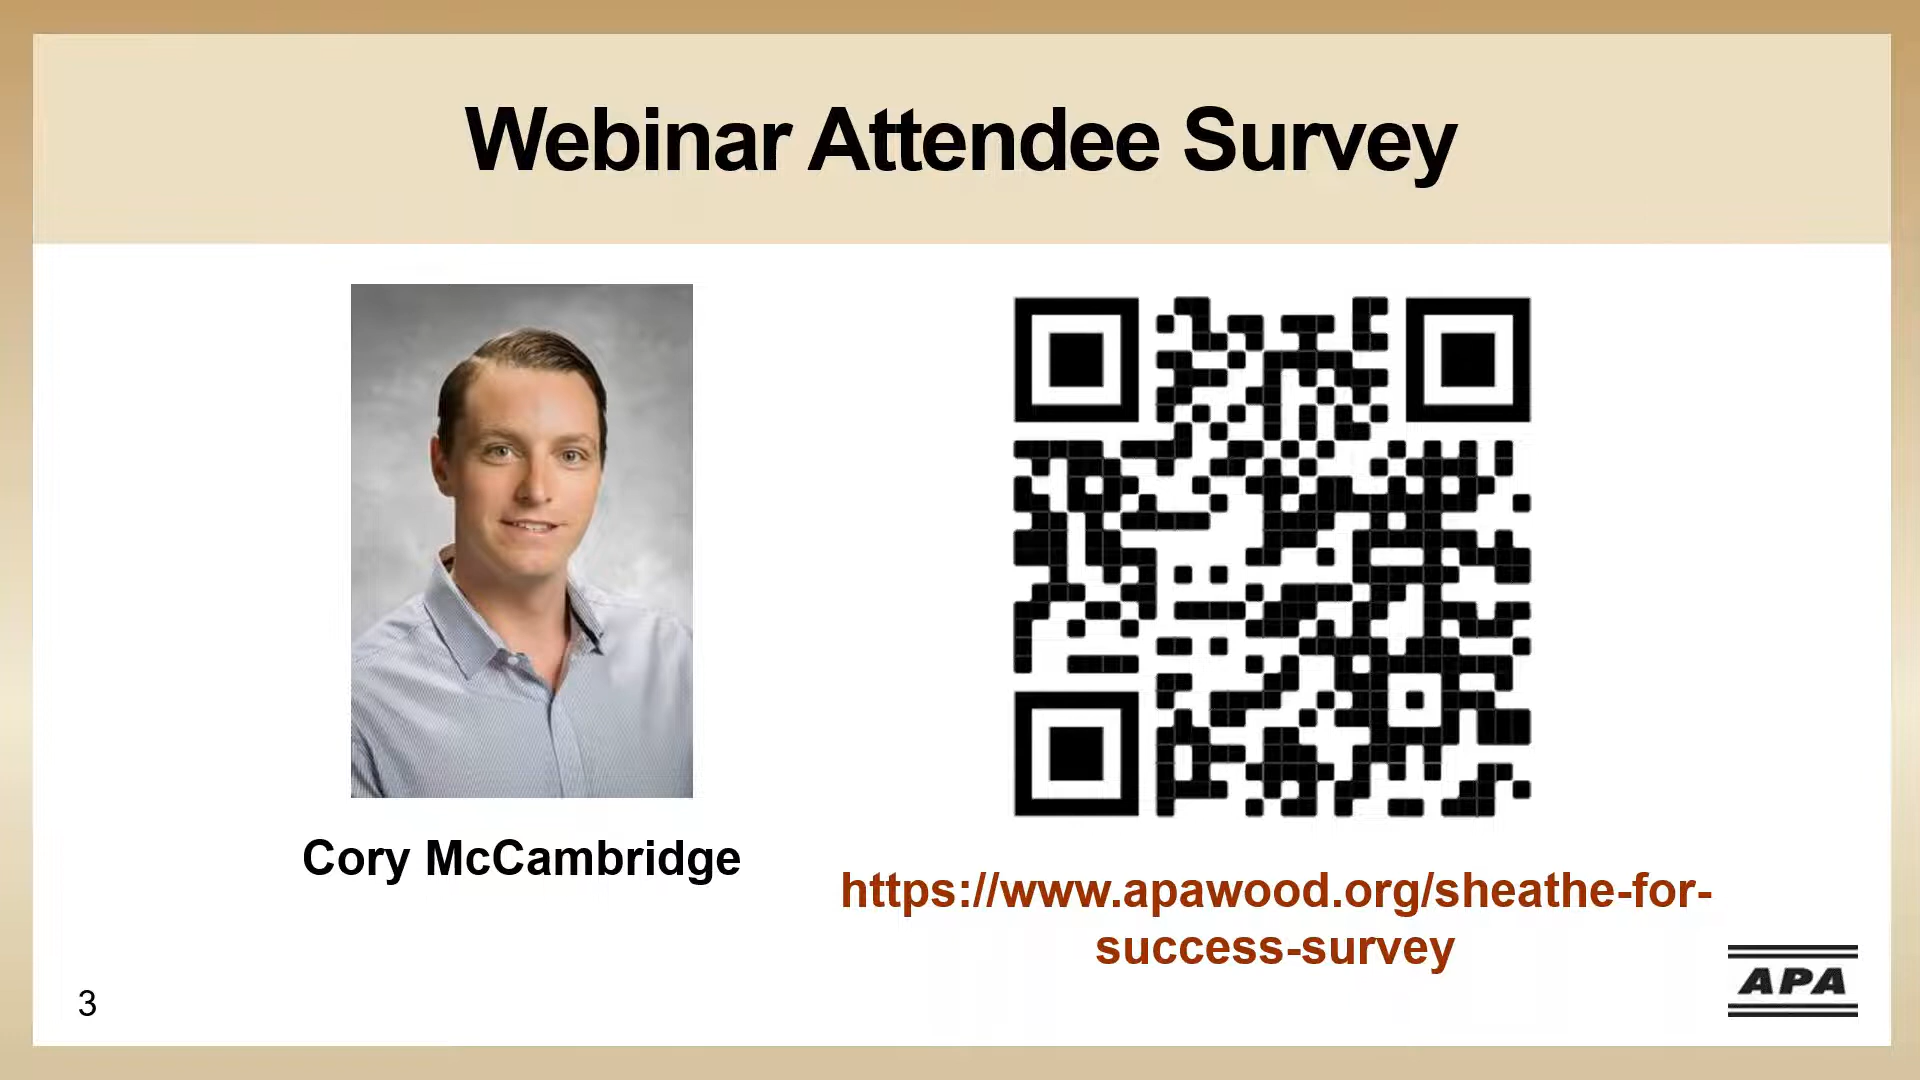 Webinar Attendee Survey
Cory McCambridge
https://www.apawood.org/sheathe-for-
success-survey
3
APA